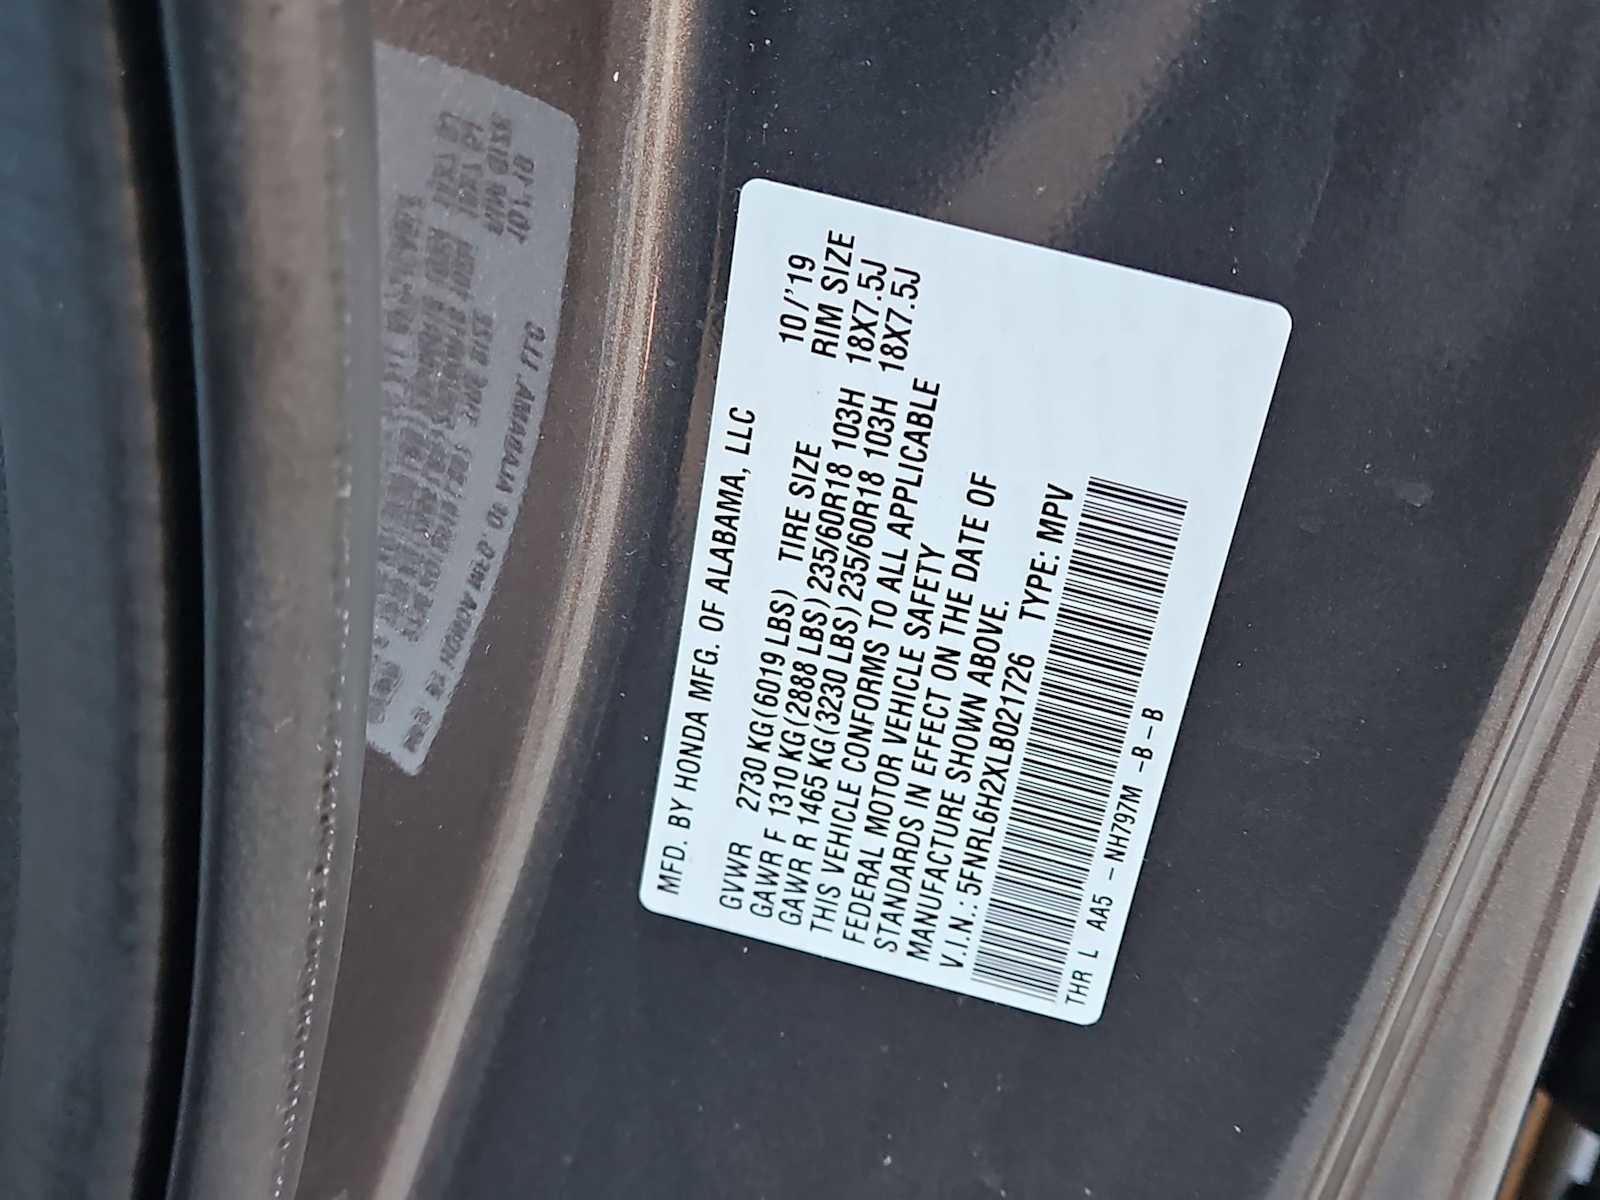 MFD. BY HONDA MFG. OF ALABAMA, LLC 10/'19
GVWR 2730 KG(6019 LBS) TIRE SIZE RIM SIZE
GAWR F 1310 KG(2888 LBS) 235/60R18 103H 18X7.5J
GAWR R 1465 KG(3230 LBS) 235/60R18 103H 18X7.5J
THIS VEHICLE CONFORMS TO ALL APPLICABLE
FEDERAL MOTOR VEHICLE SAFETY
STANDARDS IN EFFECT ON THE DATE OF
MANUFACTURE SHOWN ABOVE.
V.I.N.: 5FNRL6H2XLB021726 TYPE: MPV
THR L AA5 - NH797M -B-B